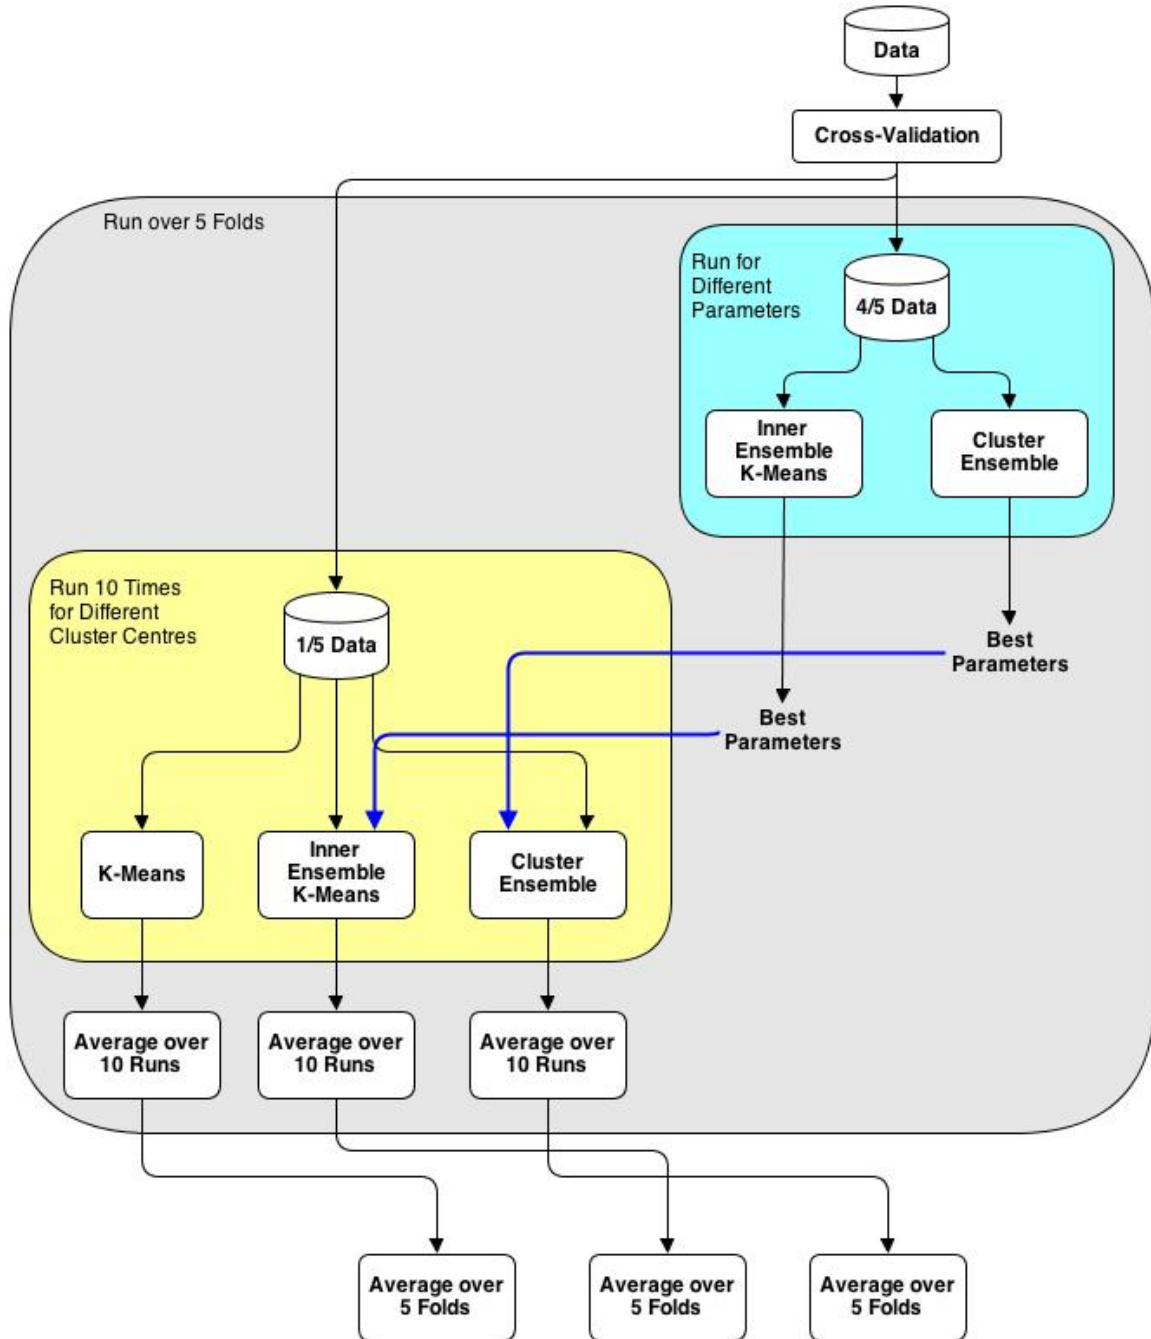 Data
Cross-Validation
Run over 5 Folds
Run for
Different
Parameters
4/5 Data
Inner
Ensemble
K-Means
Cluster
Ensemble
Run 10 Times
for Different
Cluster Centres
1/5 Data
Best
Parameters
Best
Parameters
K-Means
Inner
Ensemble
K-Means
Cluster
Ensemble
Average over
10 Runs
Average over
10 Runs
Average over
10 Runs
Average over
5 Folds
Average over
5 Folds
Average over
5 Folds